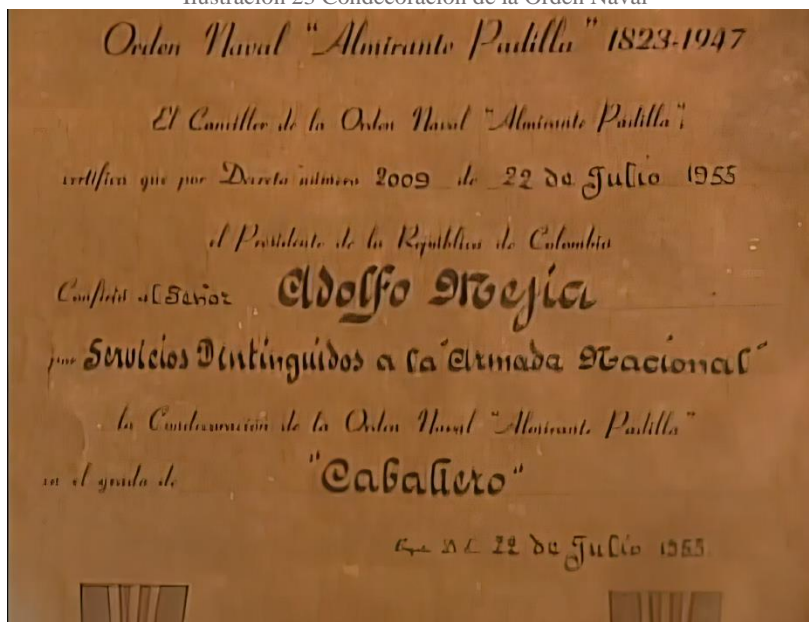 Ilustración 23 Condecoración de la Orden Naval
Orden Naval "Almirante Padilla" 1823-1947
El Canciller de la Orden Naval "Almirante Padilla",
certifica que por Decreto número 2009 de 22 de Julio 1955
el Presidente de la República de Colombia
Confirió al Señor Adolfo Mejía
por Servicios Distinguidos a la "Armada Nacional"
la Condecoración de la Orden Naval "Almirante Padilla"
en el grado de "Caballero"
22 de Julio 1955